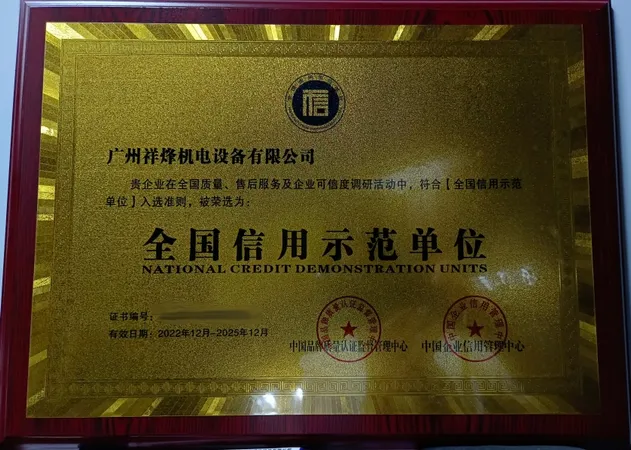 信
广州祥烽机电设备有限公司
贵企业在全国质量、售后服务及企业可信度调研活动中，符合[全国信用示范
单位]入选准则，被荣选为：
全国信用示范单位
NATIONAL CREDIT DEMONSTRATION UNITS
证书编号：
有效日期：2022年12月-2025年12月
中国品牌质量认证监督管理中心
中国企业信用管理中心